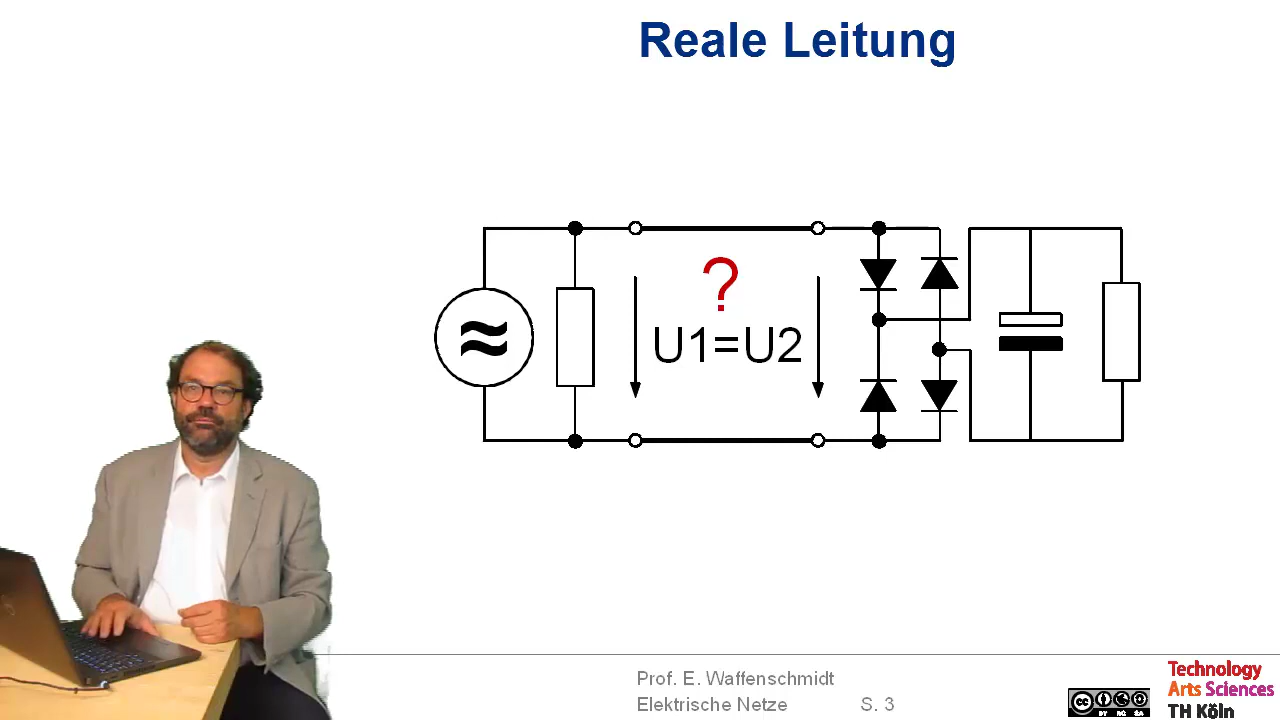 Reale Leitung
?
U1=U2
Prof. E. Waffenschmidt
Elektrische Netze S. 3
Technology
Arts Sciences
TH Köln